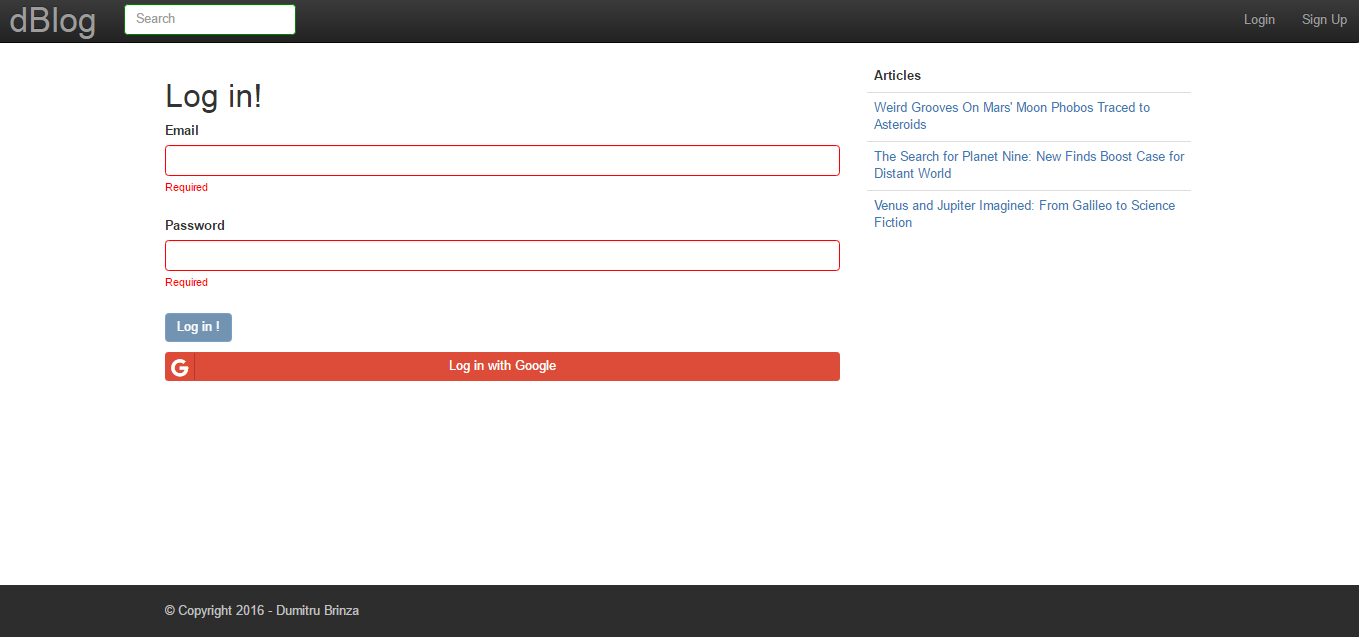 dBlog
Search
Login
Sign Up
Log in!
Email
Required
Password
Required
Log in !
G
Log in with Google
Articles
Weird Grooves On Mars' Moon Phobos Traced to
Asteroids
The Search for Planet Nine: New Finds Boost Case for
Distant World
Venus and Jupiter Imagined: From Galileo to Science
Fiction
© Copyright 2016 - Dumitru Brinza